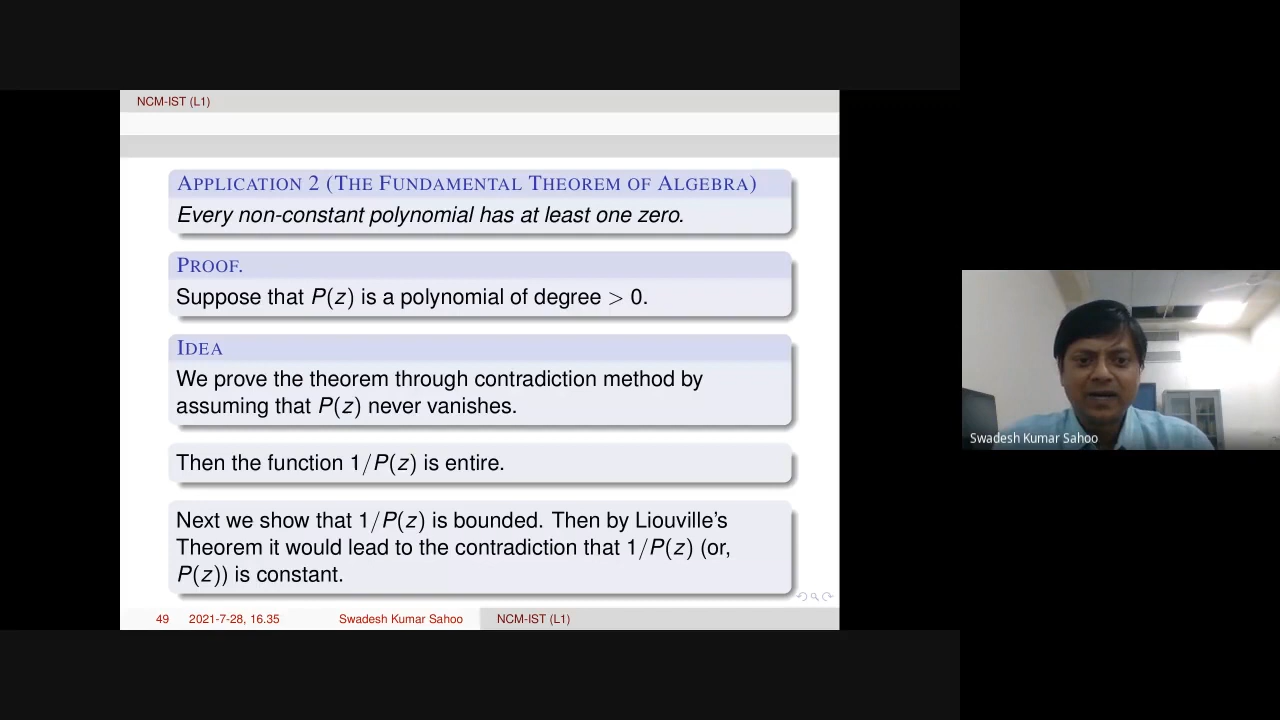 NCM-IST (L1)
APPLICATION 2 (THE FUNDAMENTAL THEOREM OF ALGEBRA)
Every non-constant polynomial has at least one zero.
PROOF.
Suppose that P(z) is a polynomial of degree > 0.
IDEA
We prove the theorem through contradiction method by
assuming that P(z) never vanishes.
Then the function 1/P(z) is entire.
Next we show that 1/P(z) is bounded. Then by Liouville's
Theorem it would lead to the contradiction that 1/P(z) (or,
P(z)) is constant.
49 2021-7-28, 16.35 Swadesh Kumar Sahoo NCM-IST (L1)
Swadesh Kumar Sahoo